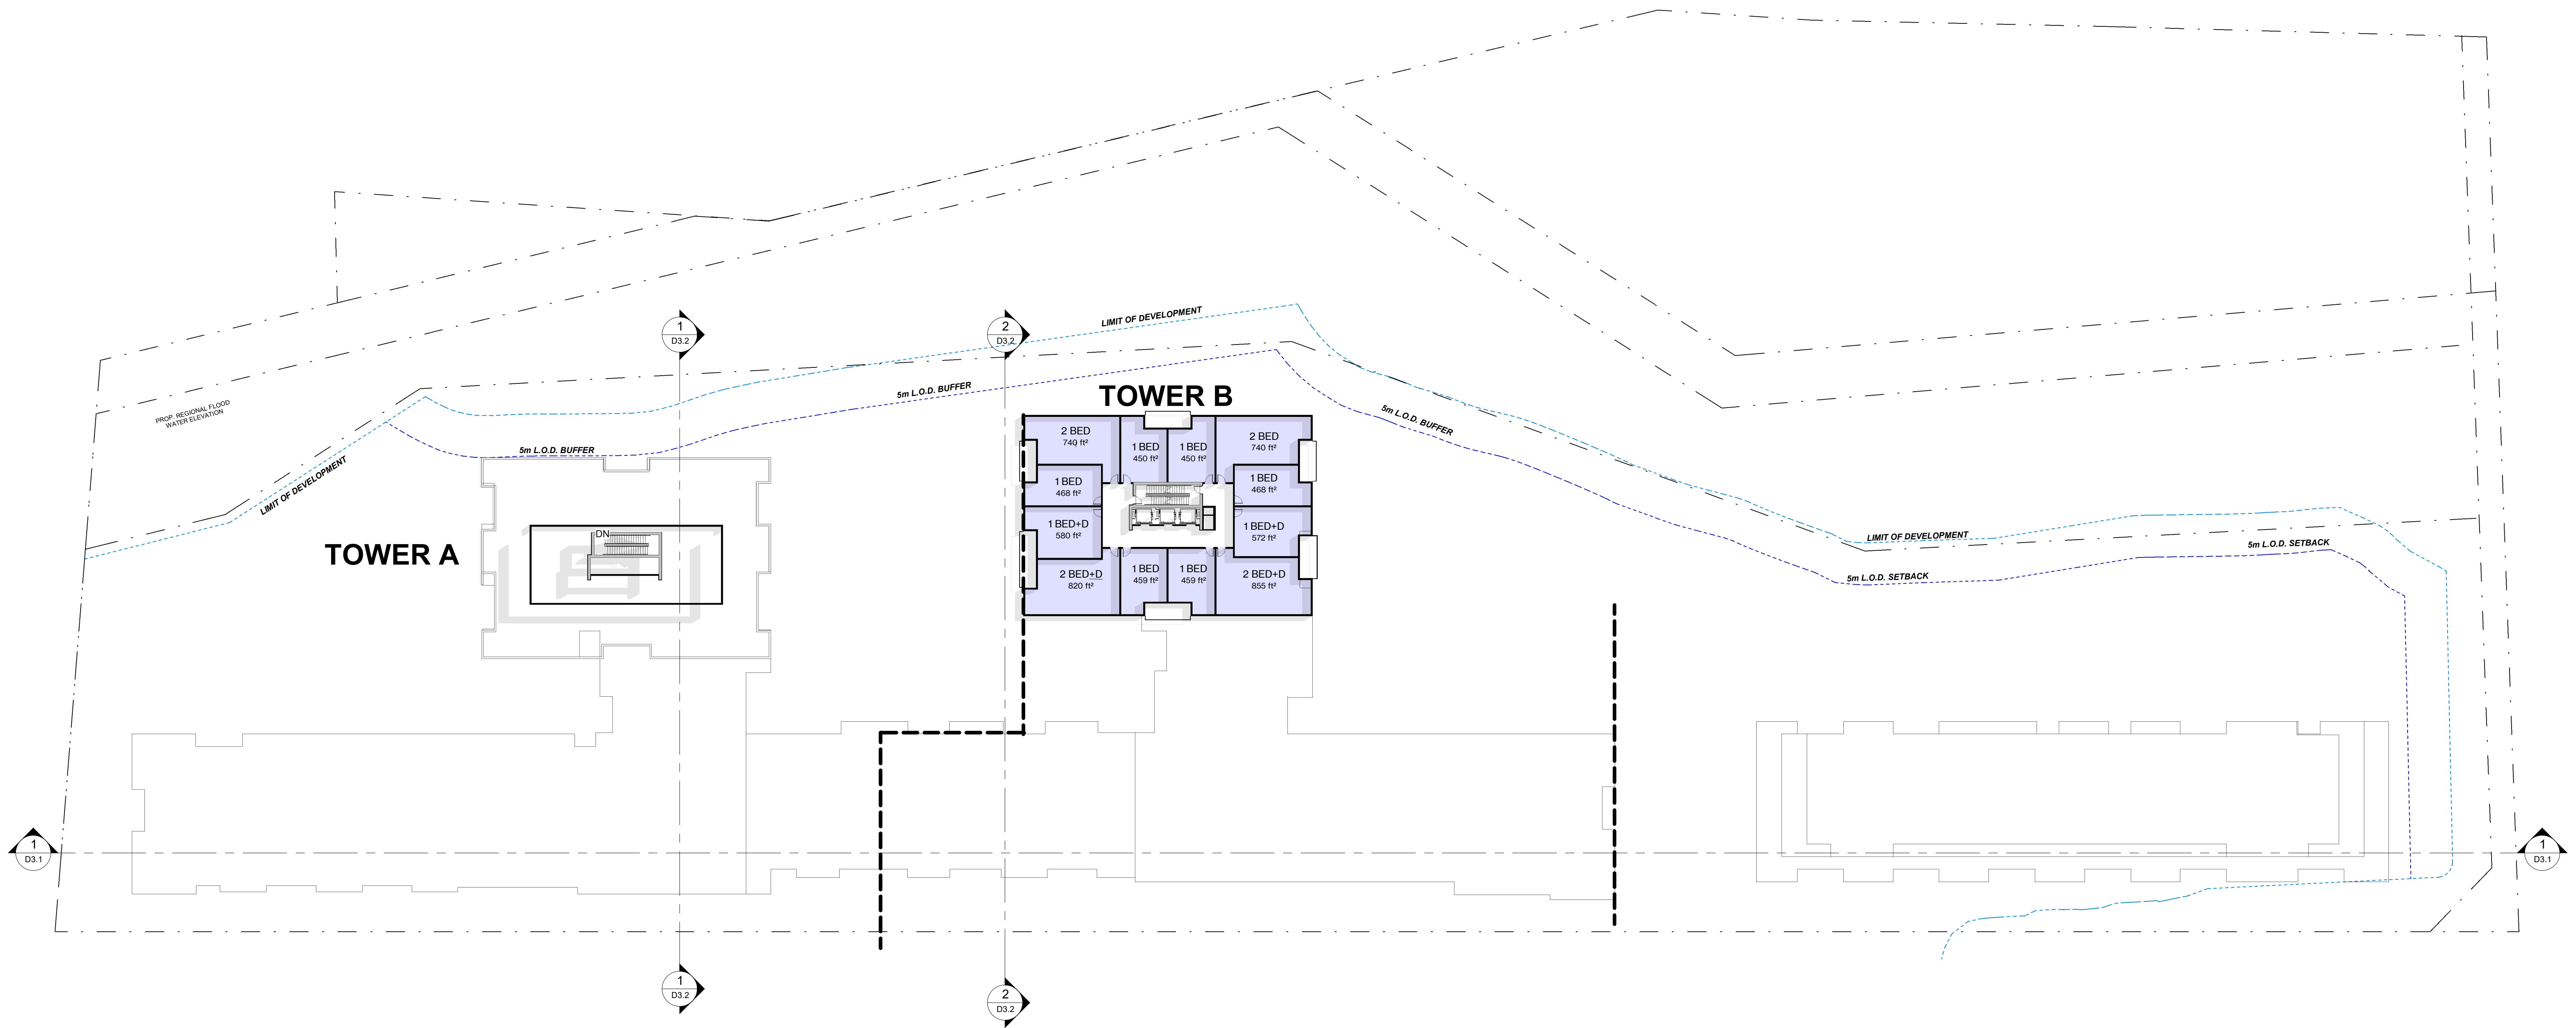 1
D3.2
2
D3.2
LIMIT OF DEVELOPMENT
5m L.O.D. BUFFER
TOWER B
PROP. REGIONAL FLOOD
WATER ELEVATION
5m L.O.D. BUFFER
5m L.O.D. BUFFER
LIMIT OF DEVELOPMENT
2 BED
740 ft²
1 BED
450 ft²
1 BED
450 ft²
2 BED
740 ft²
1 BED
468 ft²
1 BED
468 ft²
1 BED+D
580 ft²
1 BED+D
572 ft²
2 BED+D
820 ft²
1 BED
459 ft²
1 BED
459 ft²
2 BED+D
855 ft²
TOWER A
DN
LIMIT OF DEVELOPMENT
5m L.O.D. SETBACK
5m L.O.D. SETBACK
1
D3.1
1
D3.1
1
D3.2
2
D3.2